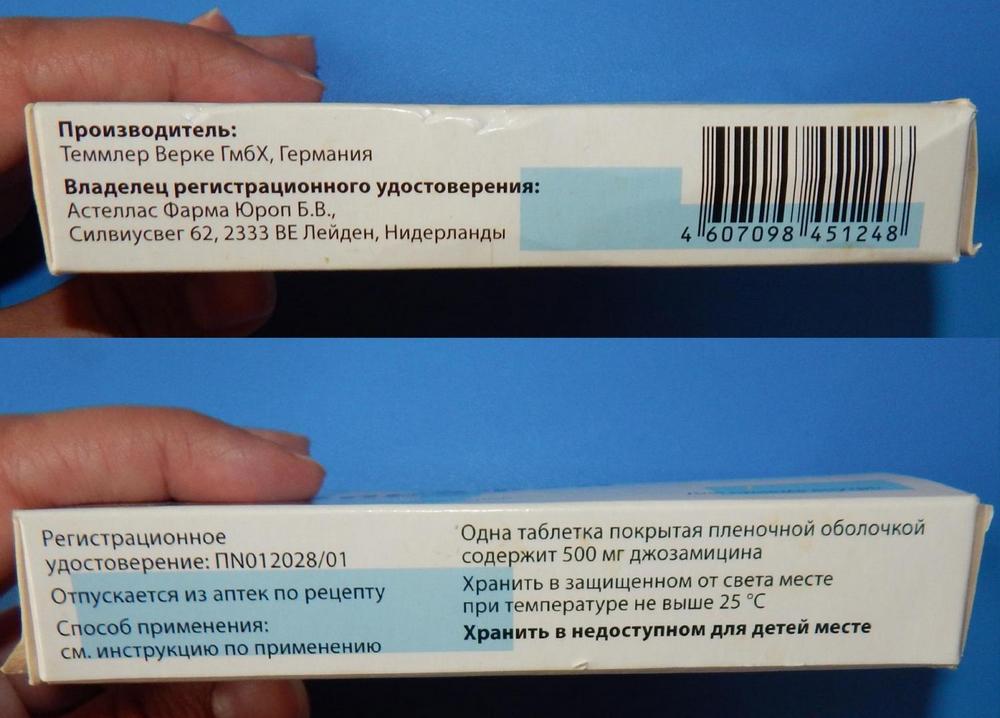 Производитель:
Теммлер Верке ГмбХ, Германия
Владелец регистрационного удостоверения:
Астеллас Фарма Юроп Б.В.,
Силвиусвег 62, 2333 BE Лейден, Нидерланды
4 607098 451248
Регистрационное
удостоверение: ПN012028/01
Отпускается из аптек по рецепту
Способ применения:
см. инструкцию по применению
Одна таблетка покрытая пленочной оболочкой
содержит 500 мг джозамицина
Хранить в защищенном от света месте
при температуре не выше 25 °C
Хранить в недоступном для детей месте